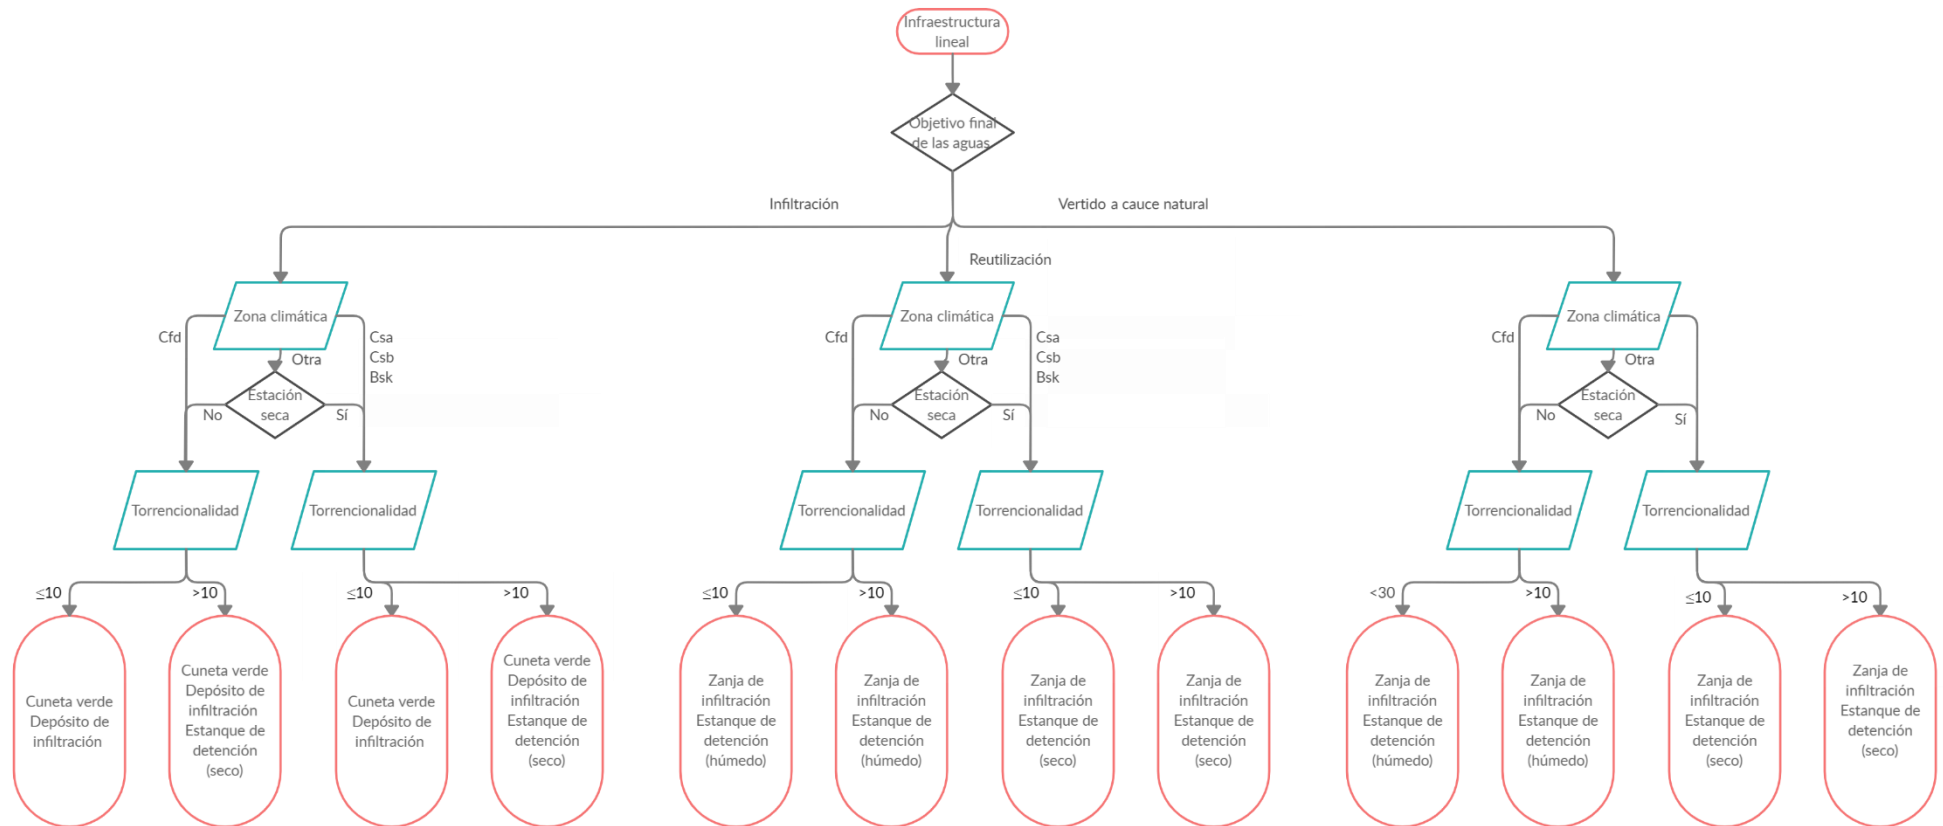 Infraestructura
lineal
Objetivo final
de las aguas
Infiltración
Vertido a cauce natural
Reutilización
Zona climática
Zona climática
Zona climática
Cfd
Csa
Csb
Bsk
Otra
Estación
seca
No
Sí
Cfd
Csa
Csb
Bsk
Otra
Estación
seca
No
Sí
Cfd
Otra
Estación
seca
No
Sí
Torrencionalidad
Torrencionalidad
Torrencionalidad
Torrencionalidad
Torrencionalidad
Torrencionalidad
≤10
>10
≤10
>10
≤10
>10
≤10
>10
<30
>10
≤10
>10
Cuneta verde
Depósito de
infiltración
Cuneta verde
Depósito de
infiltración
Estanque de
detención
(seco)
Cuneta verde
Depósito de
infiltración
Cuneta verde
Depósito de
infiltración
Estanque de
detención
(seco)
Zanja de
infiltración
Estanque de
detención
(húmedo)
Zanja de
infiltración
Estanque de
detención
(húmedo)
Zanja de
infiltración
Estanque de
detención
(seco)
Zanja de
infiltración
Estanque de
detención
(seco)
Zanja de
infiltración
Estanque de
detención
(húmedo)
Zanja de
infiltración
Estanque de
detención
(húmedo)
Zanja de
infiltración
Estanque de
detención
(seco)
Zanja de
infiltración
Estanque de
detención
(seco)